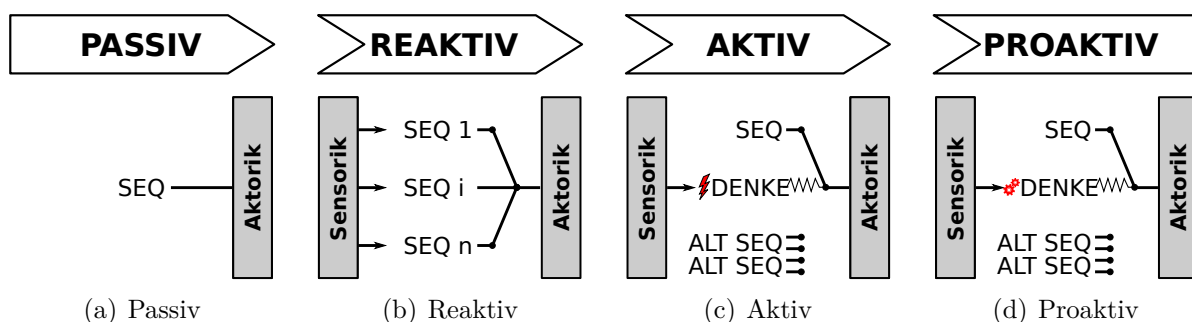 PASSIV
REAKTIV
AKTIV
PROAKTIV
SEQ
Aktorik
Sensorik
SEQ 1
SEQ i
SEQ n
Aktorik
Sensorik
SEQ
DENKE
ALT SEQ
ALT SEQ
Aktorik
Sensorik
SEQ
DENKE
ALT SEQ
ALT SEQ
Aktorik
(a) Passiv
(b) Reaktiv
(c) Aktiv
(d) Proaktiv